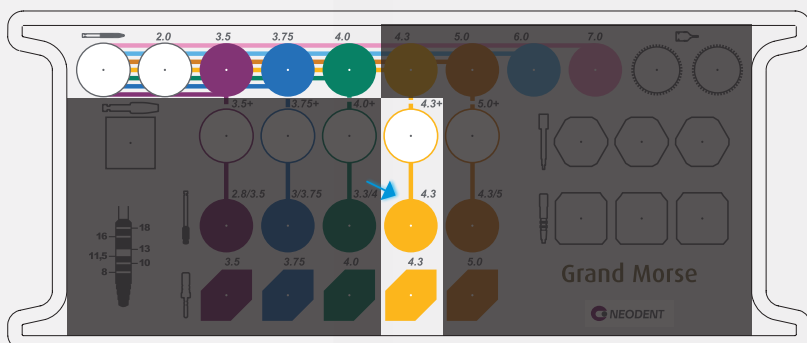 2.0 3.5 3.75 4.0 4.3 5.0 6.0 7.0
3.5+ 3.75+ 4.0+ 4.3+ 5.0+
2.8/3.5 3/3.75 3.3/4 4.3 4.3/5
18
16
13
11,5
10
8
3.5 3.75 4.0 4.3 5.0
Grand Morse
NEODENT